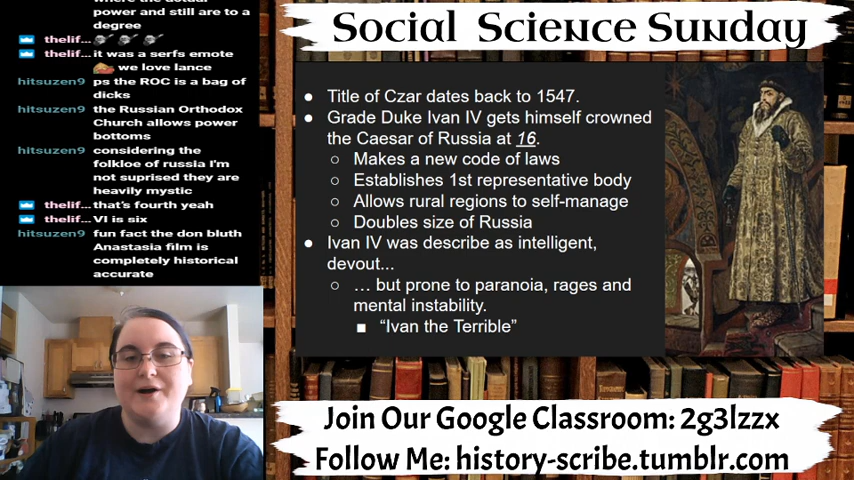 where the actual
power and still are to a
degree
thelif...
thelif... it was a serfs emote
we love lance
hitsuzen9 ps the ROC is a bag of
dicks
hitsuzen9 the Russian Orthodox
Church allows power
bottoms
hitsuzen9 considering the
folkloe of russia I'm
not suprised they are
heavily mystic
thelif... that's fourth yeah
thelif... VI is six
hitsuzen9 fun fact the don bluth
Anastasia film is
completely historical
accurate
Social Science Sunday
● Title of Czar dates back to 1547.
● Grade Duke Ivan IV gets himself crowned
the Caesar of Russia at 16.
○ Makes a new code of laws
○ Establishes 1st representative body
○ Allows rural regions to self-manage
○ Doubles size of Russia
● Ivan IV was describe as intelligent,
devout...
○ ... but prone to paranoia, rages and
mental instability.
■ “Ivan the Terrible”
Join Our Google Classroom: 2g3lzzx
Follow Me: history-scribe.tumblr.com